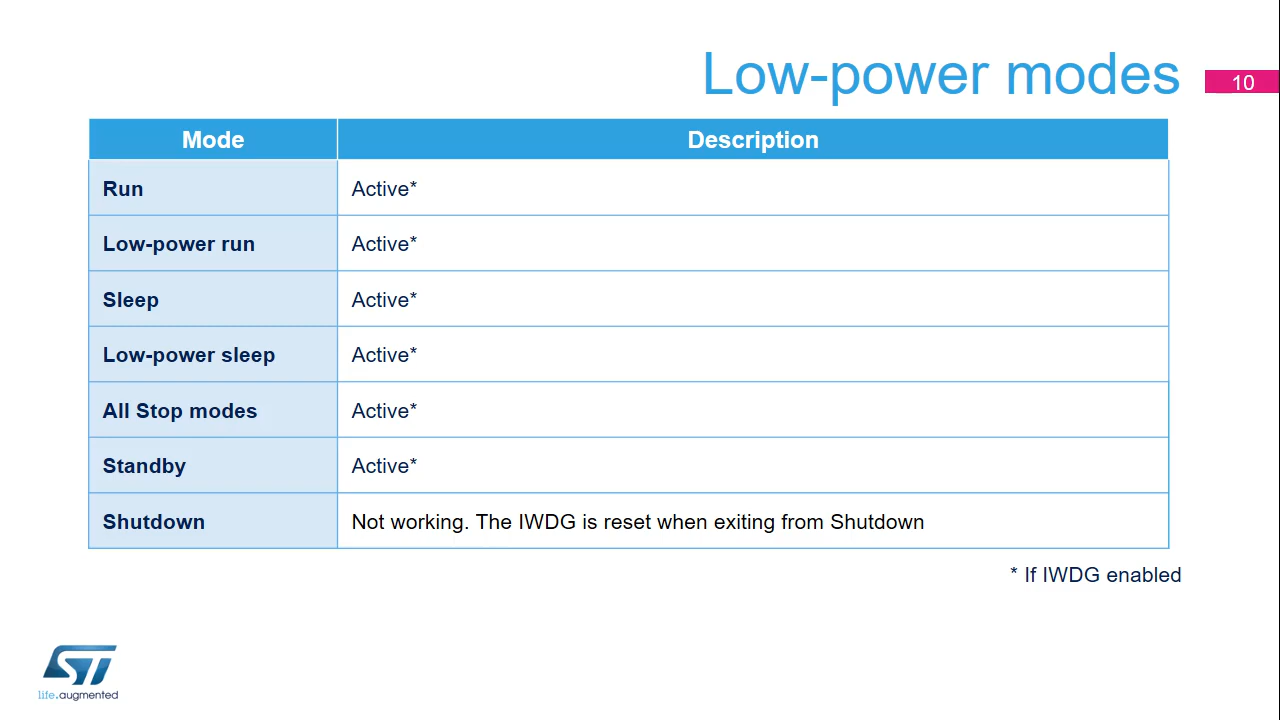 Low-power modes
10
Mode Description
Run Active*
Low-power run Active*
Sleep Active*
Low-power sleep Active*
All Stop modes Active*
Standby Active*
Shutdown Not working. The IWDG is reset when exiting from Shutdown
* If IWDG enabled
ST
life.augmented